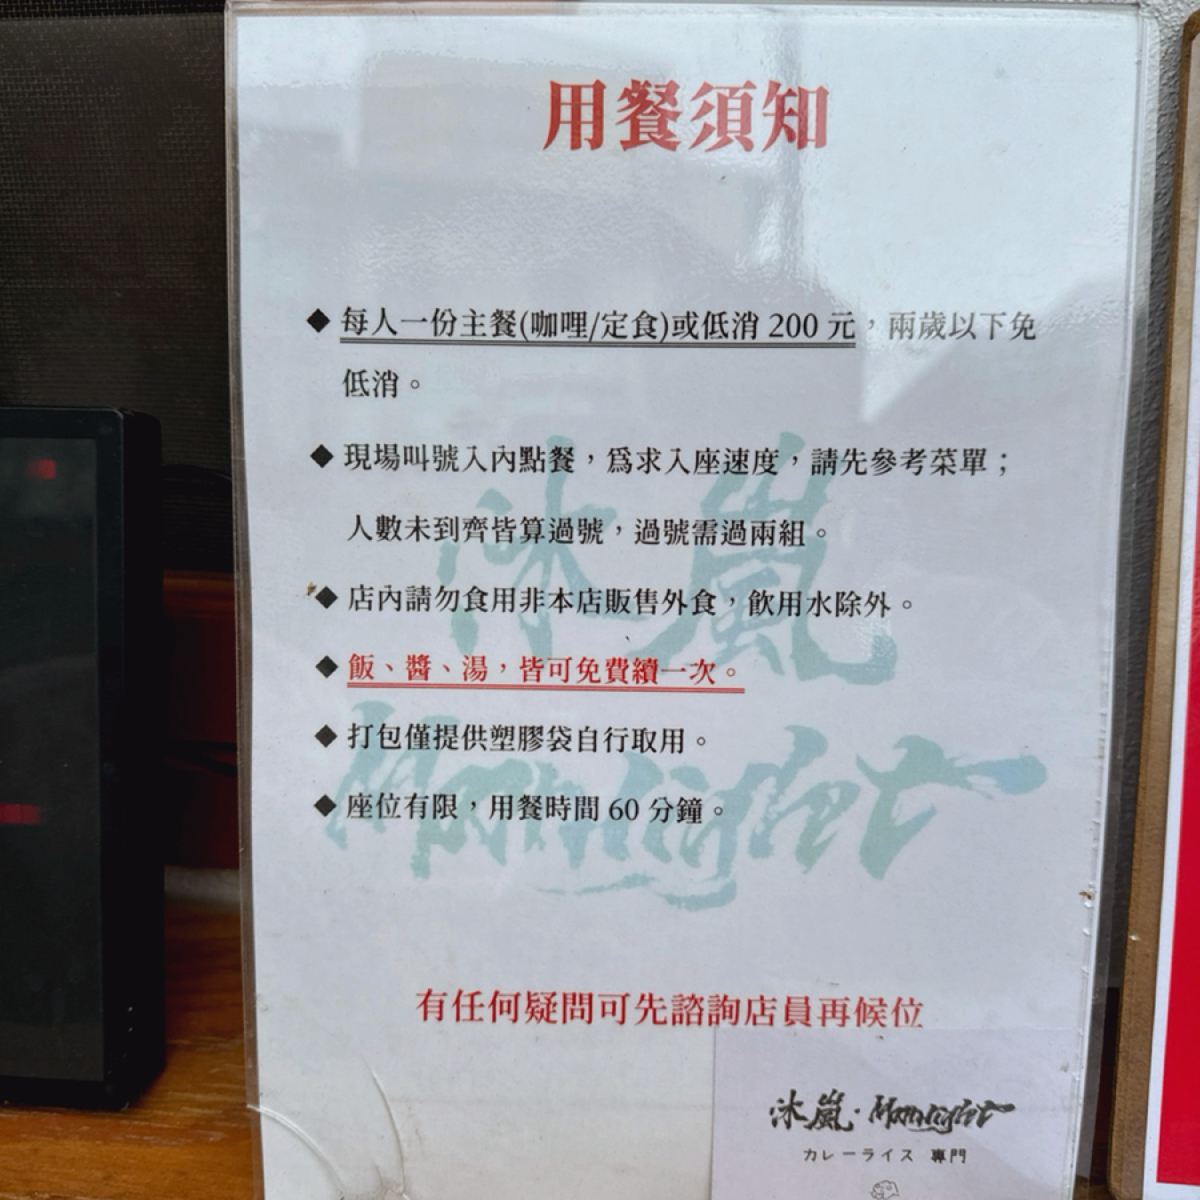 用餐須知
◆ 每人一份主餐(咖哩/定食)或低消 200 元，兩歲以下免
低消。
◆ 現場叫號入內點餐，為求入座速度，請先參考菜單；
人數未到齊皆算過號，過號需過兩組。
◆ 店內請勿食用非本店販售外食，飲用水除外。
◆ 飯、醬、湯，皆可免費續一次。
◆ 打包僅提供塑膠袋自行取用。
◆ 座位有限，用餐時間 60 分鐘。
沐嵐
Moonlight
有任何疑問可先諮詢店員再候位
沐嵐·Moonlight
カレーライス 專門